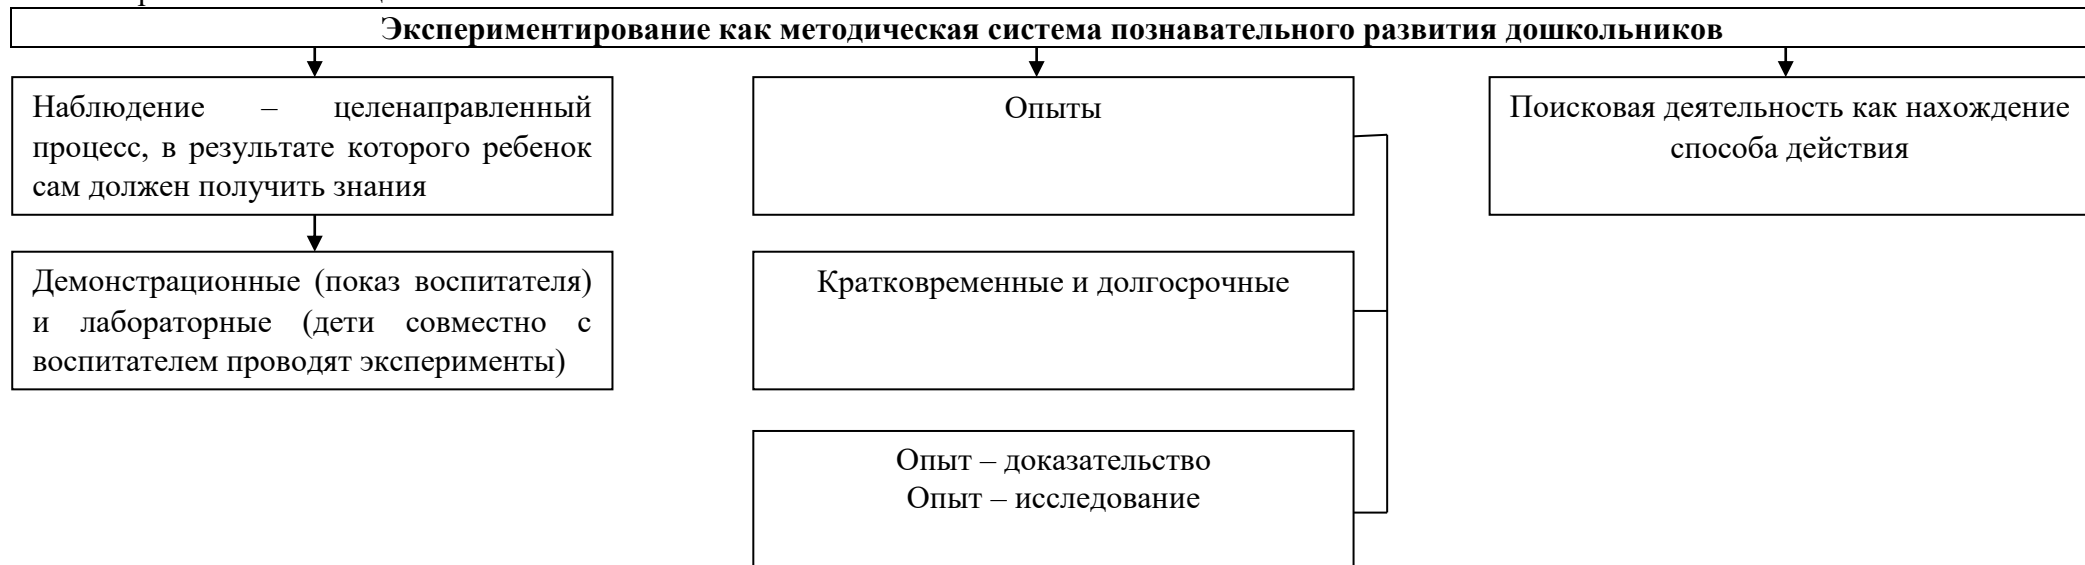 Экспериментирование как методическая система познавательного развития дошкольников
Наблюдение – целенаправленный
процесс, в результате которого ребенок
сам должен получить знания
Опыты
Поисковая деятельность как нахождение
способа действия
Демонстрационные (показ воспитателя)
и лабораторные (дети совместно с
воспитателем проводят эксперименты)
Кратковременные и долгосрочные
Опыт – доказательство
Опыт – исследование